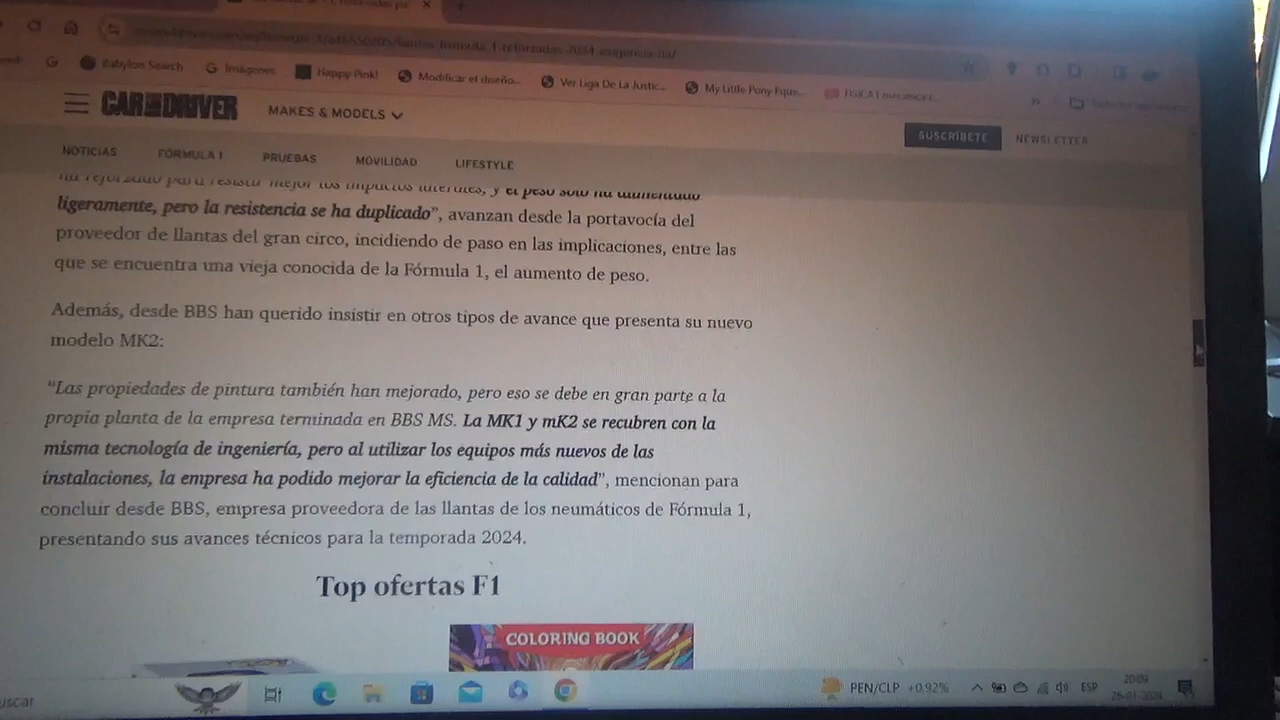 Babylon Search
Imágenes
Happy Pink!
Modificar el diseño...
Ver Liga De La Justic...
My Little Pony Eque...
CAR AND DRIVER
MAKES & MODELS
SUSCRÍBETE
NEWSLETTER
NOTICIAS
FÓRMULA 1
PRUEBAS
MOVILIDAD
LIFESTYLE
ha reforzado para resistir mejor los impactos laterales, y el peso solo ha aumentado
ligeramente, pero la resistencia se ha duplicado”, avanzan desde la portavocía del
proveedor de llantas del gran circo, incidiendo de paso en las implicaciones, entre las
que se encuentra una vieja conocida de la Fórmula 1, el aumento de peso.
Además, desde BBS han querido insistir en otros tipos de avance que presenta su nuevo
modelo MK2:
“Las propiedades de pintura también han mejorado, pero eso se debe en gran parte a la
propia planta de la empresa terminada en BBS MS. La MK1 y mK2 se recubren con la
misma tecnología de ingeniería, pero al utilizar los equipos más nuevos de las
instalaciones, la empresa ha podido mejorar la eficiencia de la calidad”, mencionan para
concluir desde BBS, empresa proveedora de las llantas de los neumáticos de Fórmula 1,
presentando sus avances técnicos para la temporada 2024.
Top ofertas F1
COLORING BOOK
uscar
PEN/CLP +0,92%
ESP
20:09